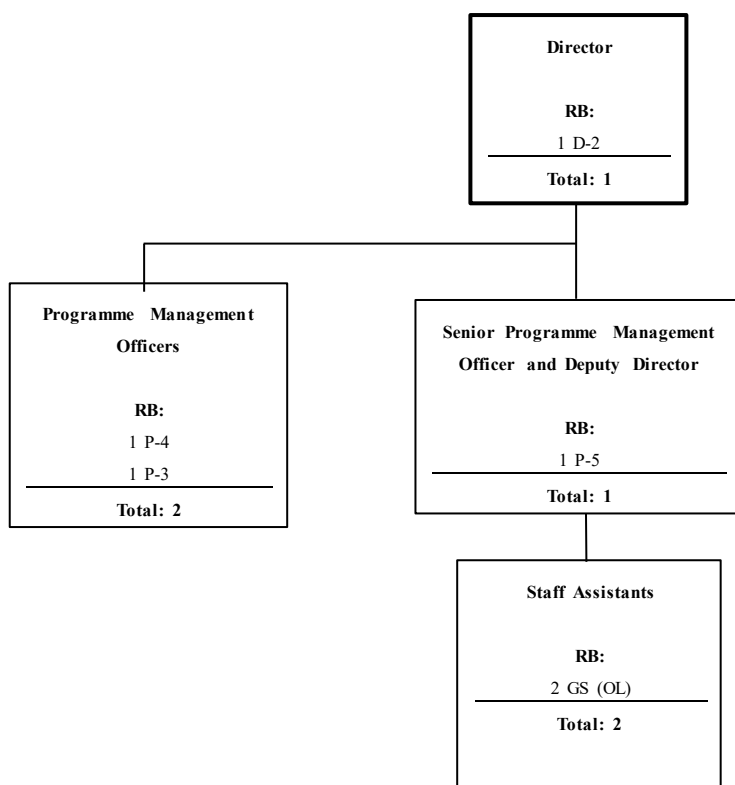 Director
RB:
1 D-2
Total: 1
Programme Management
Officers
RB:
1 P-4
1 P-3
Total: 2
Senior Programme Management
Officer and Deputy Director
RB:
1 P-5
Total: 1
Staff Assistants
RB:
2 GS (OL)
Total: 2